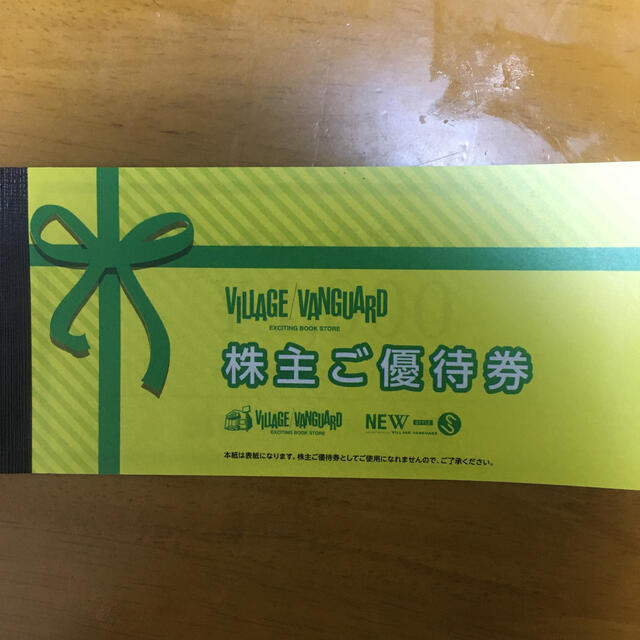 VILLAGE/VANGUARD
EXCITING BOOK STORE
株主ご優待券
VILLAGE/VANGUARD
EXCITING BOOK STORE
NEW STYLE
VILLAGE VANGUARD
本紙は表紙になります。株主ご優待券としてご使用になれませんので、ご了承ください。